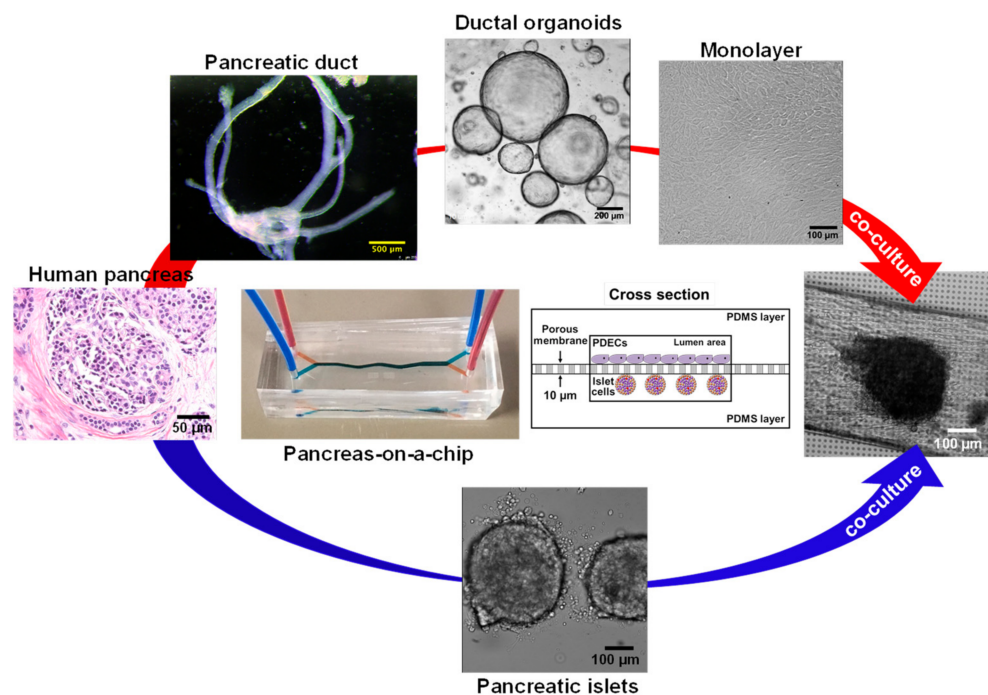 Ductal organoids
Pancreatic duct
Monolayer
500 µm
200 µm
100 µm
co-culture
Human pancreas
50 µm
Pancreas-on-a-chip
Cross section
PDMS layer
Porous
membrane
PDECs
Lumen area
10 µm
Islet
cells
PDMS layer
100 µm
co-culture
100 µm
Pancreatic islets